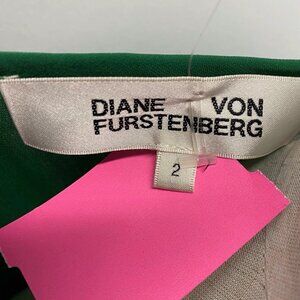 DIANE VON
FURSTENBERG
2